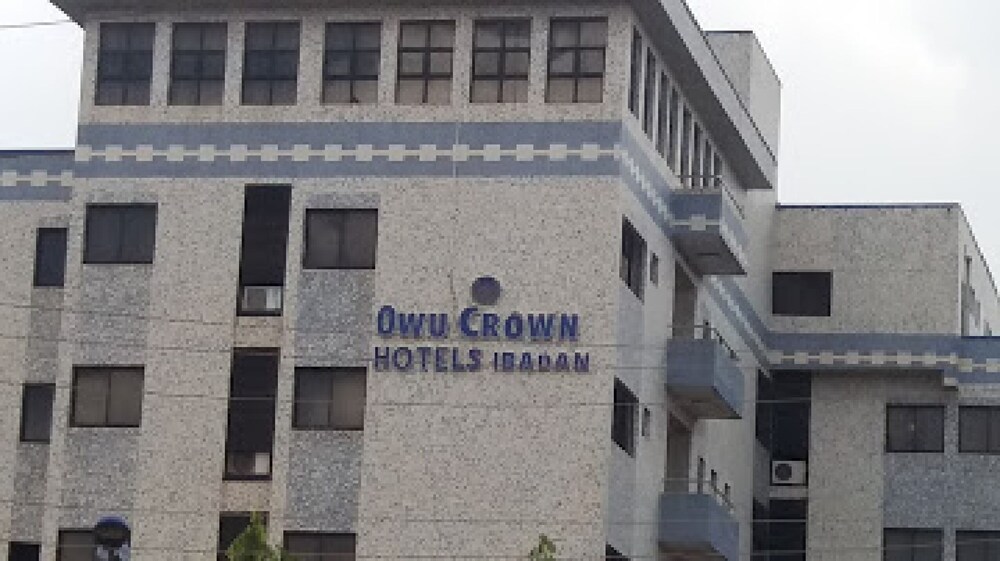 OWU CROWN
HOTELS IBADAN